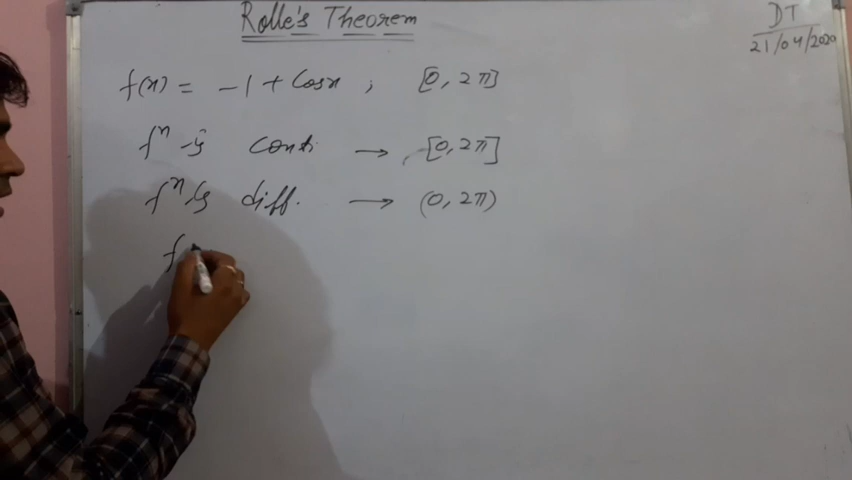 Rolle's Theorem
DT
21/04/2020
f(x) = -1 + Cosx ; [0, 2π]
fⁿ is conti → [0, 2π]
fⁿ is diff. → (0, 2π)
f